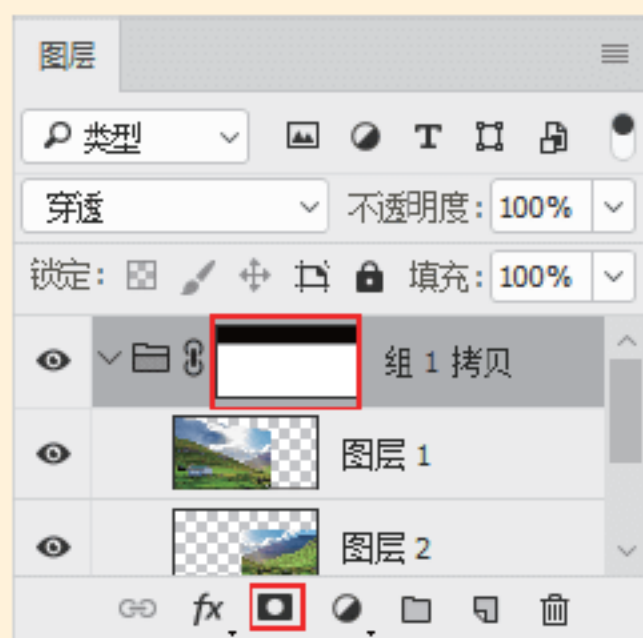 图层
类型 T
穿透 不透明度: 100%
锁定: 填充: 100%
组 1 拷贝
图层 1
图层 2
fx